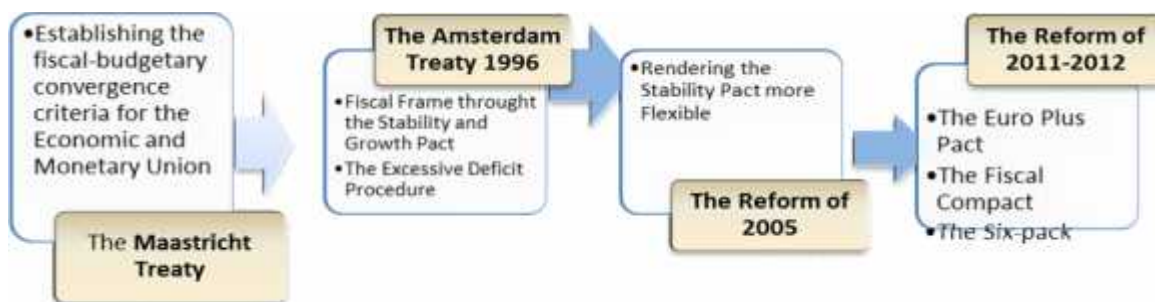 •Establishing the
fiscal-budgetary
convergence
criteria for the
Economic and
Monetary Union
The Maastricht
Treaty
The Amsterdam
Treaty 1996
•Fiscal Frame throught
the Stability and
Growth Pact
•The Excessive Deficit
Procedure
•Rendering the
Stability Pact more
Flexible
The Reform of
2005
The Reform of
2011-2012
•The Euro Plus
Pact
•The Fiscal
Compact
•The Six-pack